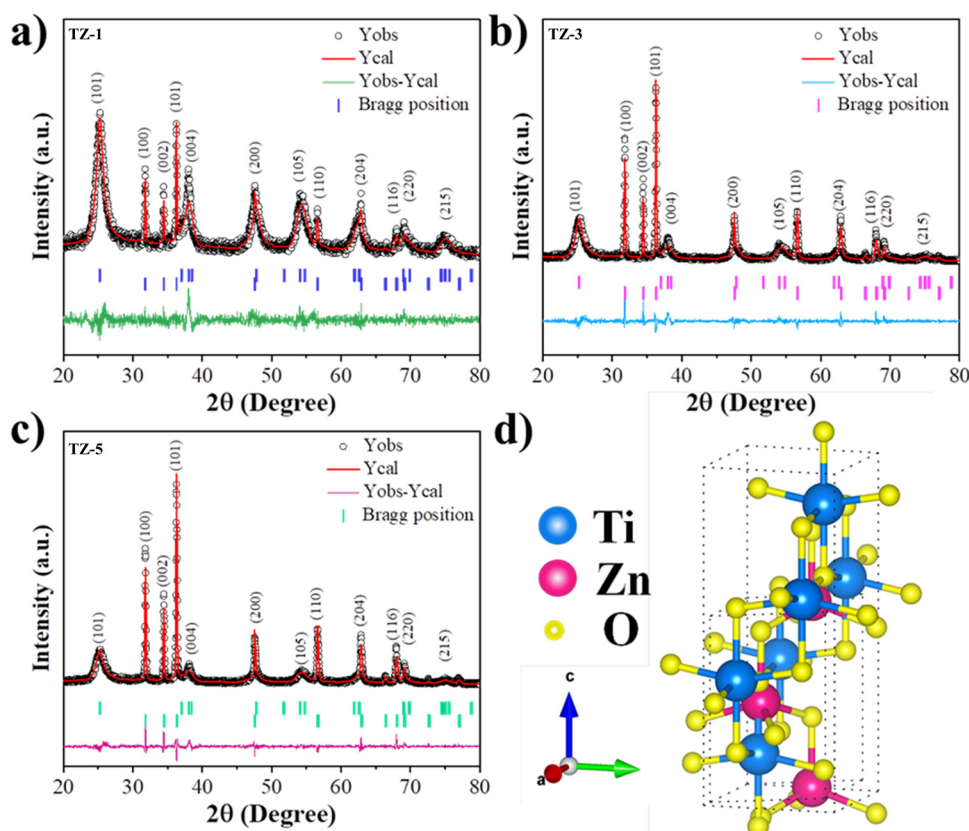 a)
TZ-1
Yobs
Ycal
Yobs-Ycal
Bragg position
(101)
(100)
(002)
(101)
(004)
(200)
(105)
(110)
(204)
(116)
(220)
(215)
Intensity (a.u.)
20 30 40 50 60 70 80
2θ (Degree)
b)
TZ-3
Yobs
Ycal
Yobs-Ycal
Bragg position
(101)
(100)
(002)
(101)
(004)
(200)
(105)
(110)
(204)
(116)
(220)
(215)
Intensity (a.u.)
20 30 40 50 60 70 80
2θ (Degree)
c)
TZ-5
Yobs
Ycal
Yobs-Ycal
Bragg position
(101)
(100)
(002)
(101)
(004)
(200)
(105)
(110)
(204)
(116)
(220)
(215)
Intensity (a.u.)
20 30 40 50 60 70 80
2θ (Degree)
d)
Ti
Zn
O
c
a